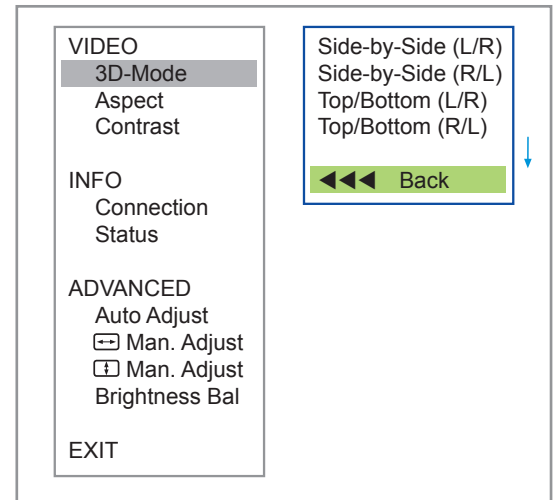 VIDEO
3D-Mode
Aspect
Contrast
INFO
Connection
Status
ADVANCED
Auto Adjust
Man. Adjust
Man. Adjust
Brightness Bal
EXIT
Side-by-Side (L/R)
Side-by-Side (R/L)
Top/Bottom (L/R)
Top/Bottom (R/L)
Back